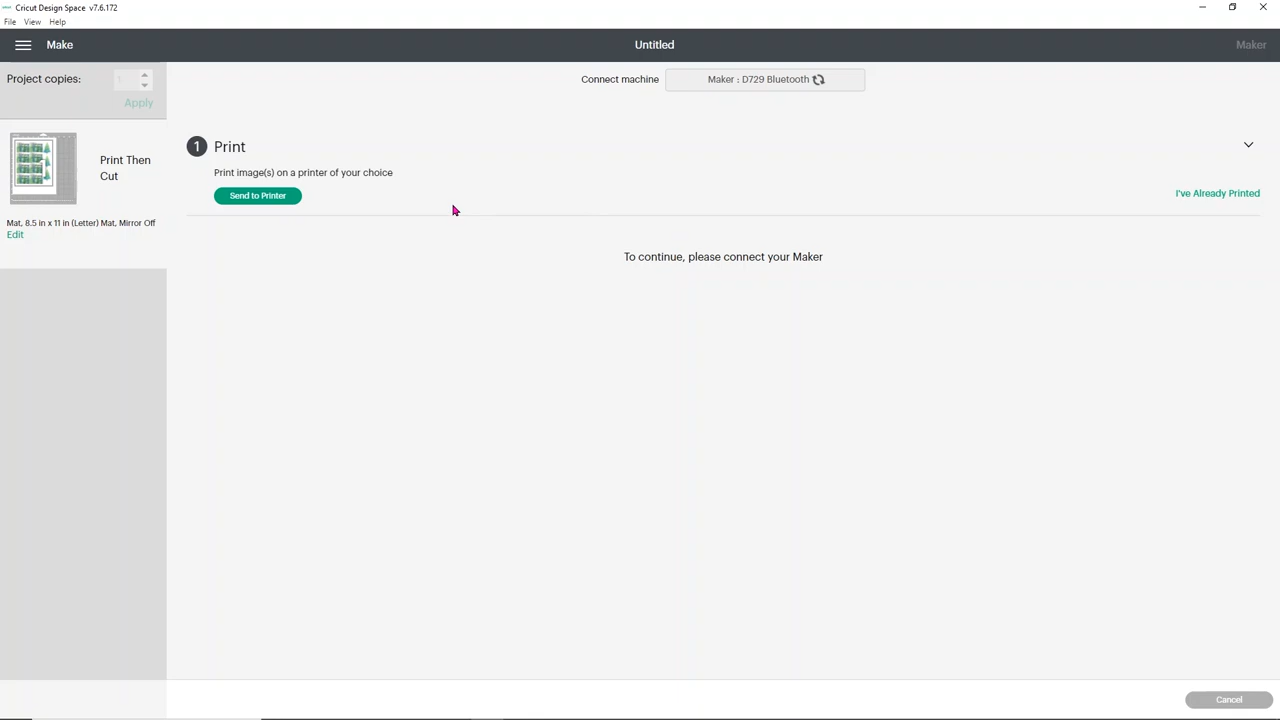 Cricut Design Space v7.6.172
File View Help
Make
Untitled
Maker
Project copies: 1
Apply
Connect machine
Maker : D729 Bluetooth
Print Then
Cut
Mat, 8.5 in x 11 in (Letter) Mat, Mirror Off
Edit
1 Print
Print image(s) on a printer of your choice
Send to Printer
I've Already Printed
To continue, please connect your Maker
Cancel